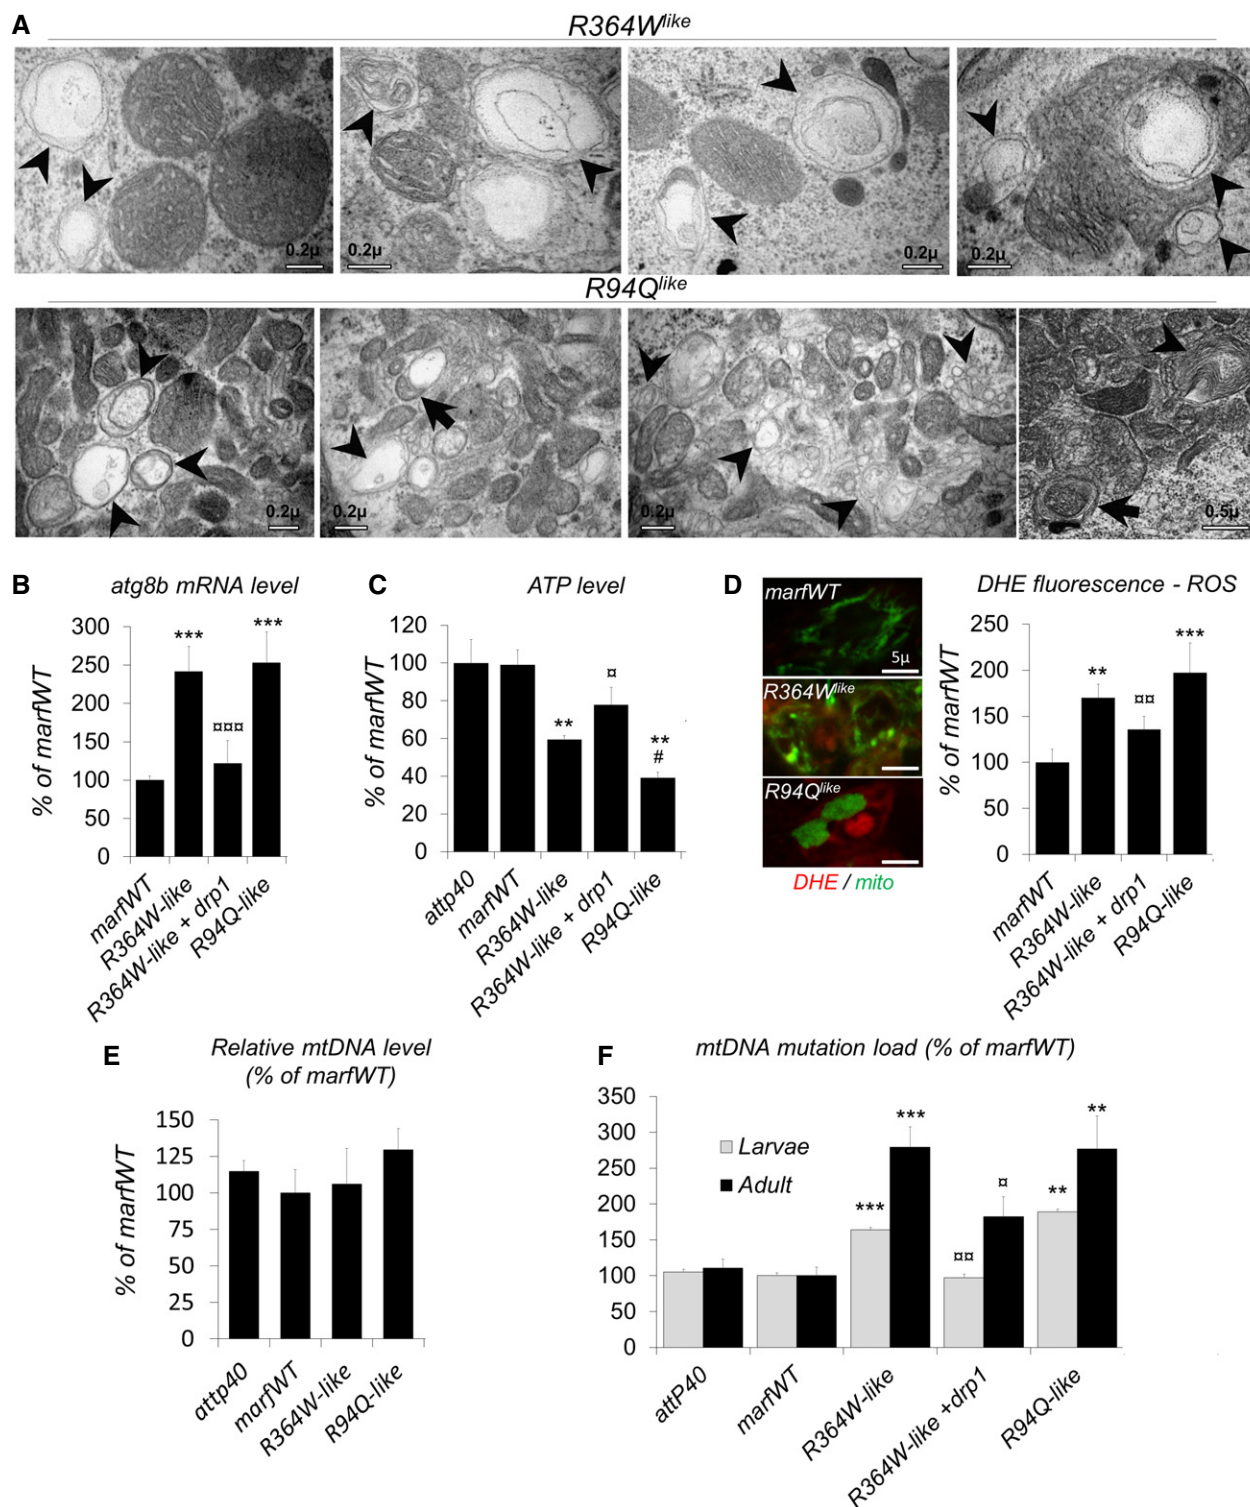 A
R364W^like
0.2µ
0.2µ
0.2µ
0.2µ
R94Q^like
0.2µ
0.2µ
0.2µ
0.5µ
B
atg8b mRNA level
% of marfWT
300
250
200
150
100
50
0
***
¤¤¤
***
marfWT
R364W-like
R364W-like + drp1
R94Q-like
C
ATP level
% of marfWT
120
100
80
60
40
20
0
**
¤
**
#
attp40
marfWT
R364W-like
R364W-like + drp1
R94Q-like
D
marfWT
5µ
R364W^like
R94Q^like
DHE / mito
DHE fluorescence - ROS
% of marfWT
250
200
150
100
50
0
**
¤¤
***
marfWT
R364W-like
R364W-like + drp1
R94Q-like
E
Relative mtDNA level
(% of marfWT)
% of marfWT
150
125
100
75
50
25
0
attp40
marfWT
R364W-like
R94Q-like
F
mtDNA mutation load (% of marfWT)
350
300
250
200
150
100
50
0
Larvae
Adult
***
***
¤¤
¤
**
**
attP40
marfWT
R364W-like
R364W-like +drp1
R94Q-like